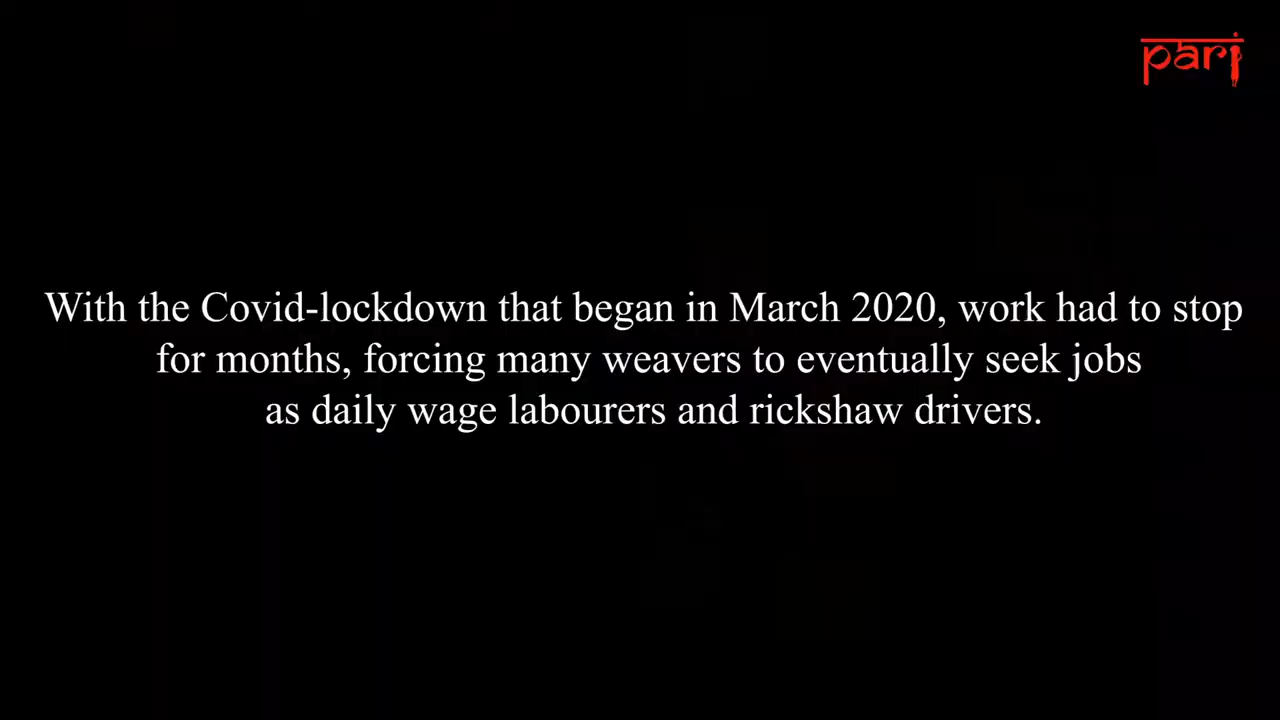 pari
With the Covid-lockdown that began in March 2020, work had to stop
for months, forcing many weavers to eventually seek jobs
as daily wage labourers and rickshaw drivers.